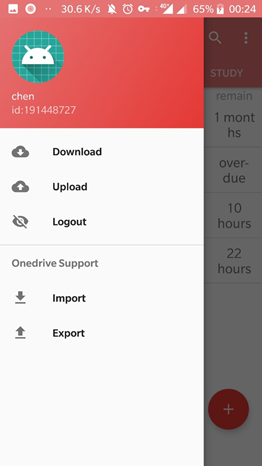 30.6 K/s 4G 65% 00:24
STUDY
chen
id:191448727
remain
1 mont
hs
Download
over-
due
Upload
10
hours
Logout
22
hours
Onedrive Support
Import
Export